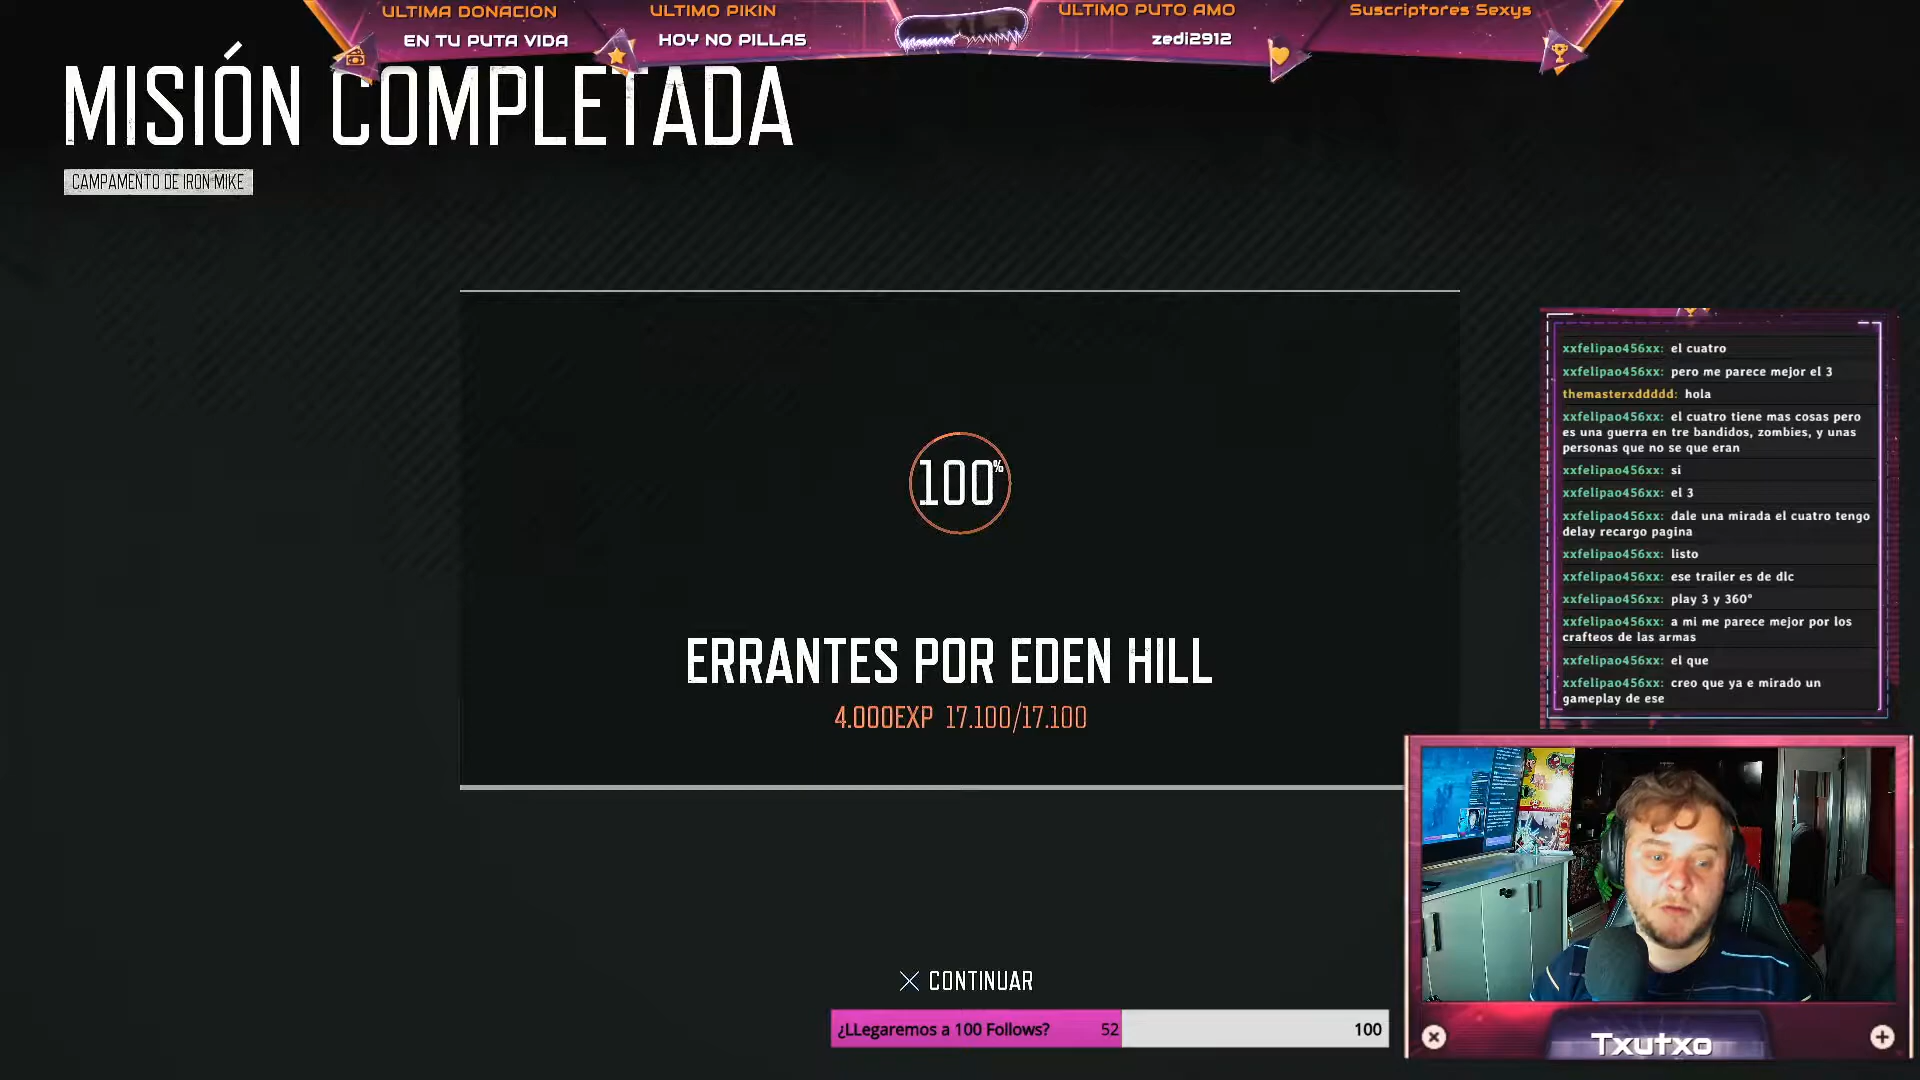 ULTIMA DONACIÓN
EN TU PUTA VIDA
ULTIMO PIKIN
HOY NO PILLAS
ULTIMO PUTO AMO
zedi2912
Suscriptores Sexys
MISIÓN COMPLETADA
CAMPAMENTO DE IRON MIKE
100%
ERRANTES POR EDEN HILL
4.000EXP 17.100/17.100
CONTINUAR
¿LLegaremos a 100 Follows? 52 100
xxfelipao456xx: el cuatro
xxfelipao456xx: pero me parece mejor el 3
themasterxddddd: hola
xxfelipao456xx: el cuatro tiene mas cosas pero
es una guerra en tre bandidos, zombies, y unas
personas que no se que eran
xxfelipao456xx: si
xxfelipao456xx: el 3
xxfelipao456xx: dale una mirada el cuatro tengo
delay recargo pagina
xxfelipao456xx: listo
xxfelipao456xx: ese trailer es de dlc
xxfelipao456xx: play 3 y 360°
xxfelipao456xx: a mi me parece mejor por los
crafteos de las armas
xxfelipao456xx: el que
xxfelipao456xx: creo que ya e mirado un
gameplay de ese
Txutxo